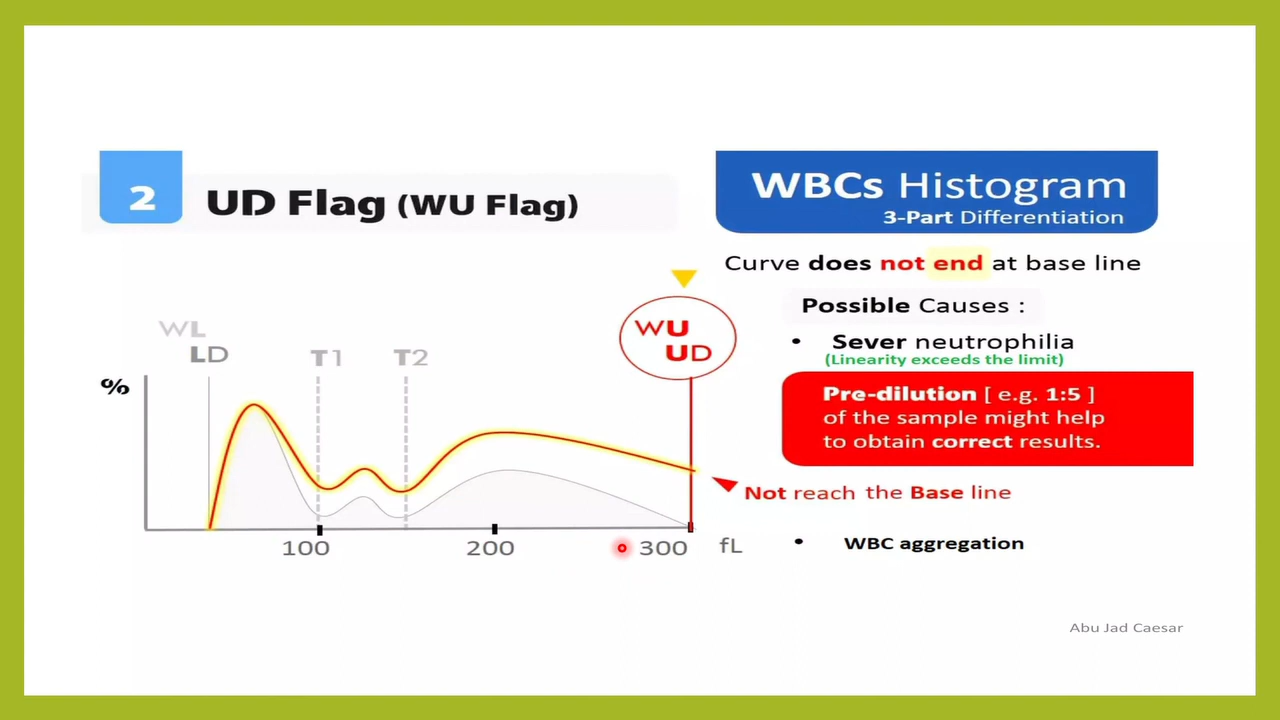 2
UD Flag (WU Flag)
WBCs Histogram
3-Part Differentiation
Curve does not end at base line
Possible Causes :
• Sever neutrophilia
(Linearity exceeds the limit)
Pre-dilution [ e.g. 1:5 ]
of the sample might help
to obtain correct results.
Not reach the Base line
• WBC aggregation
WL
LD
T1
T2
WU
UD
%
100
200
300
fL
Abu Jad Caesar